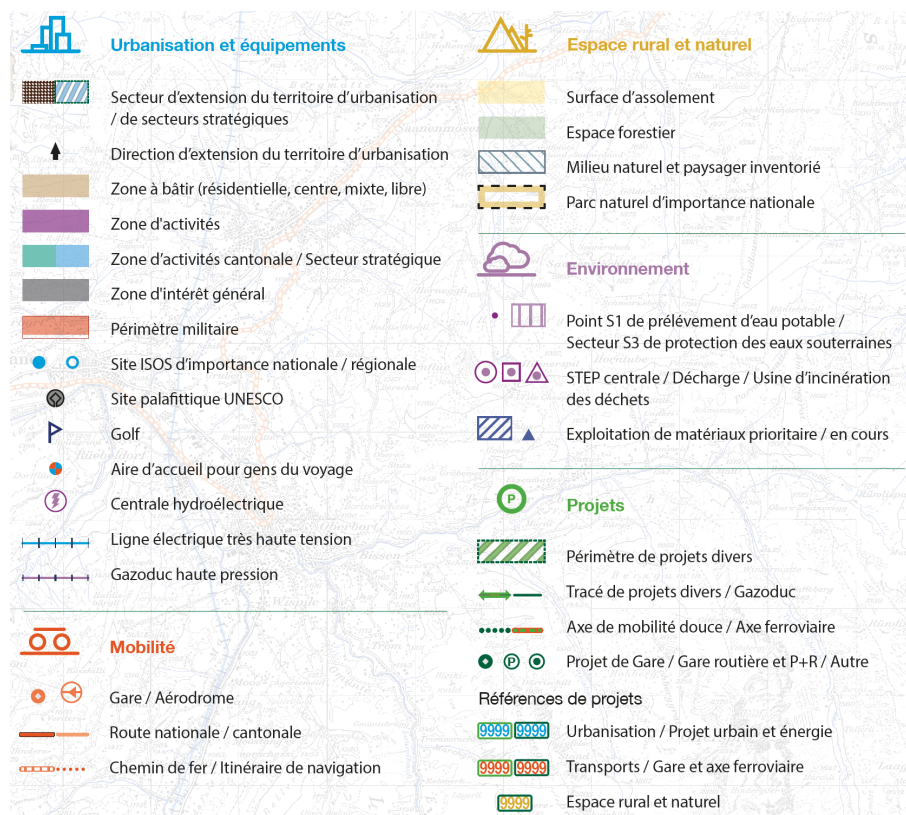 Urbanisation et équipements
Secteur d'extension du territoire d'urbanisation
/ de secteurs stratégiques
Direction d'extension du territoire d'urbanisation
Zone à bâtir (résidentielle, centre, mixte, libre)
Zone d'activités
Zone d'activités cantonale / Secteur stratégique
Zone d'intérêt général
Périmètre militaire
Site ISOS d'importance nationale / régionale
Site palafittique UNESCO
Golf
Aire d'accueil pour gens du voyage
Centrale hydroélectrique
Ligne électrique très haute tension
Gazoduc haute pression
Mobilité
Gare / Aérodrome
Route nationale / cantonale
Chemin de fer / Itinéraire de navigation
Espace rural et naturel
Surface d'assolement
Espace forestier
Milieu naturel et paysager inventorié
Parc naturel d'importance nationale
Environnement
Point S1 de prélévement d'eau potable /
Secteur S3 de protection des eaux souterraines
STEP centrale / Décharge / Usine d'incinération
des déchets
Exploitation de matériaux prioritaire / en cours
P
Projets
Périmètre de projets divers
Tracé de projets divers / Gazoduc
Axe de mobilité douce / Axe ferroviaire
P
Projet de Gare / Gare routière et P+R / Autre
Références de projets
9999 9999 Urbanisation / Projet urbain et énergie
9999 9999 Transports / Gare et axe ferroviaire
9999 Espace rural et naturel